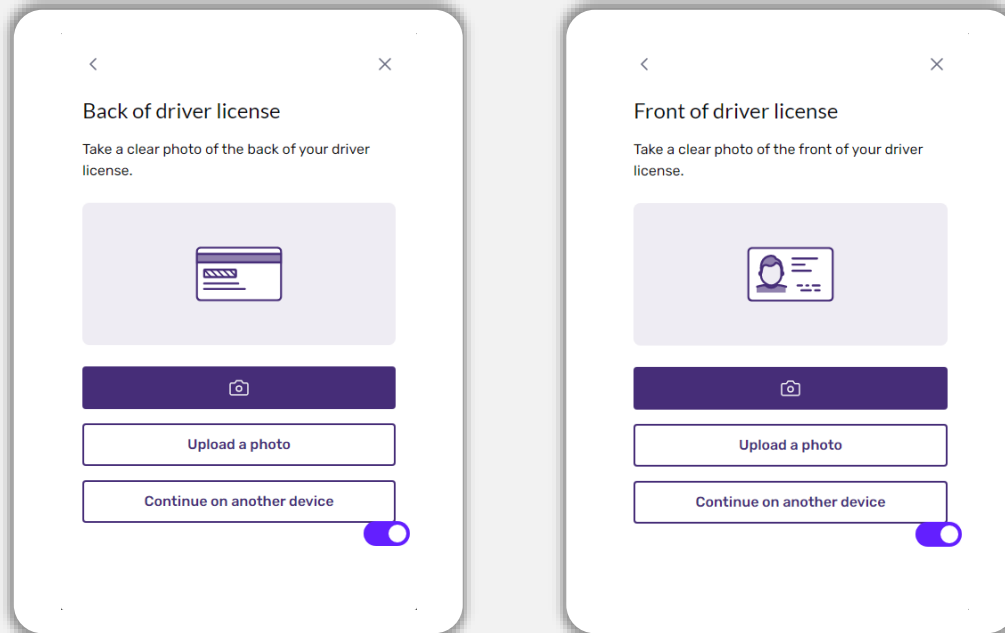 Back of driver license
Take a clear photo of the back of your driver
license.
Upload a photo
Continue on another device
Front of driver license
Take a clear photo of the front of your driver
license.
Upload a photo
Continue on another device